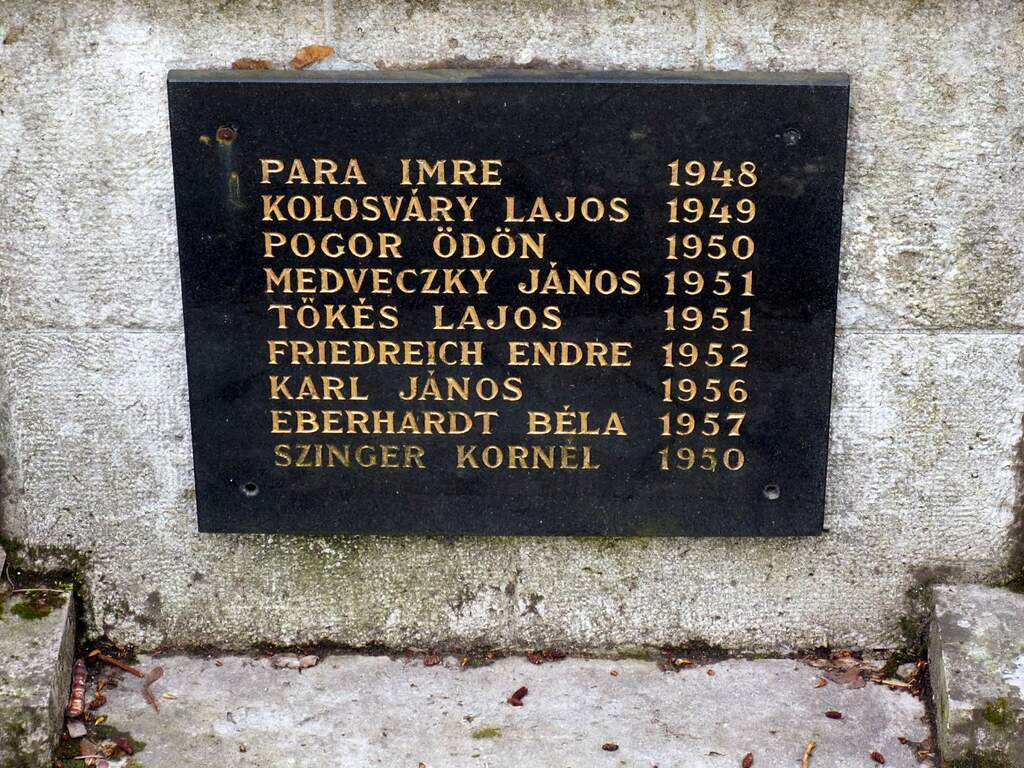 PARA IMRE 1948
KOLOSVÁRY LAJOS 1949
POGOR ÖDÖN 1950
MEDVECZKY JÁNOS 1951
TÖKÉS LAJOS 1951
FRIEDREICH ENDRE 1952
KARL JÁNOS 1956
EBERHARDT BÉLA 1957
SZINGER KORNÉL 1950